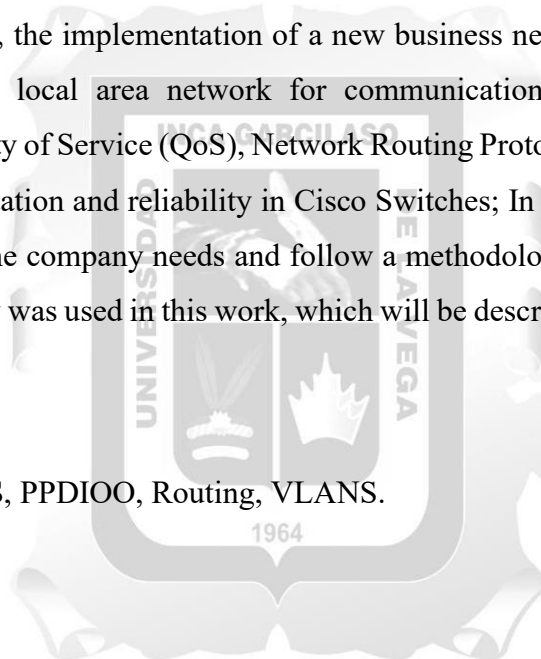 , the implementation of a new business ne
local area network for communication
ty of Service (QoS), Network Routing Proto
ation and reliability in Cisco Switches; In
ne company needs and follow a methodolo
was used in this work, which will be descr
S, PPDIOO, Routing, VLANS.
INCA GARCILASO
UNIVERSIDAD
DE LA VEGA
1964